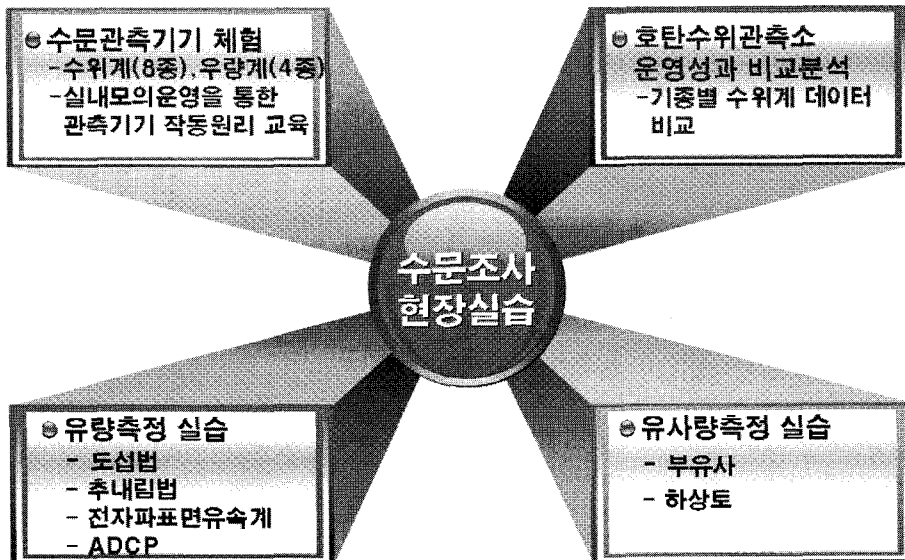 수문관측기기 체험
-수위계(8종).우량계(4종)
-실내모의운영을 통한
관측기기 작동원리 교육
호탄수위관측소
운영성과 비교분석
-기종별 수위계 데이터
비교
수문조사
현장실습
유량측정 실습
- 도섭법
- 추내림법
- 전자파표면유속계
- ADCP
유사량측정 실습
- 부유사
- 하상토